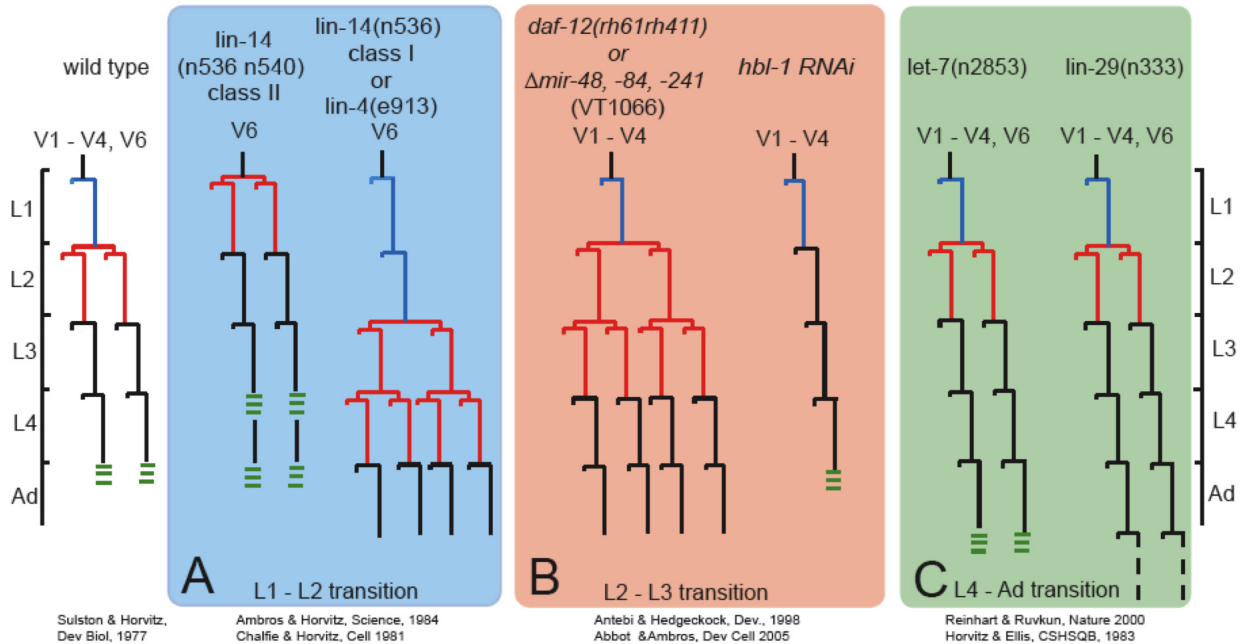 wild type
V1 - V4, V6
lin-14
(n536 n540)
class II
V6
lin-14(n536)
class I
or
lin-4(e913)
V6
daf-12(rh61rh411)
or
Δmir-48, -84, -241
(VT1066)
V1 - V4
hbl-1 RNAi
V1 - V4
let-7(n2853)
V1 - V4, V6
lin-29(n333)
V1 - V4, V6
L1
L2
L3
L4
Ad
L1
L2
L3
L4
Ad
A
L1 - L2 transition
B
L2 - L3 transition
C
L4 - Ad transition
Sulston & Horvitz,
Dev Biol, 1977
Ambros & Horvitz, Science, 1984
Chalfie & Horvitz, Cell 1981
Antebi & Hedgeckock, Dev., 1998
Abbot &Ambros, Dev Cell 2005
Reinhart & Ruvkun, Nature 2000
Horvitz & Ellis, CSHSQB, 1983